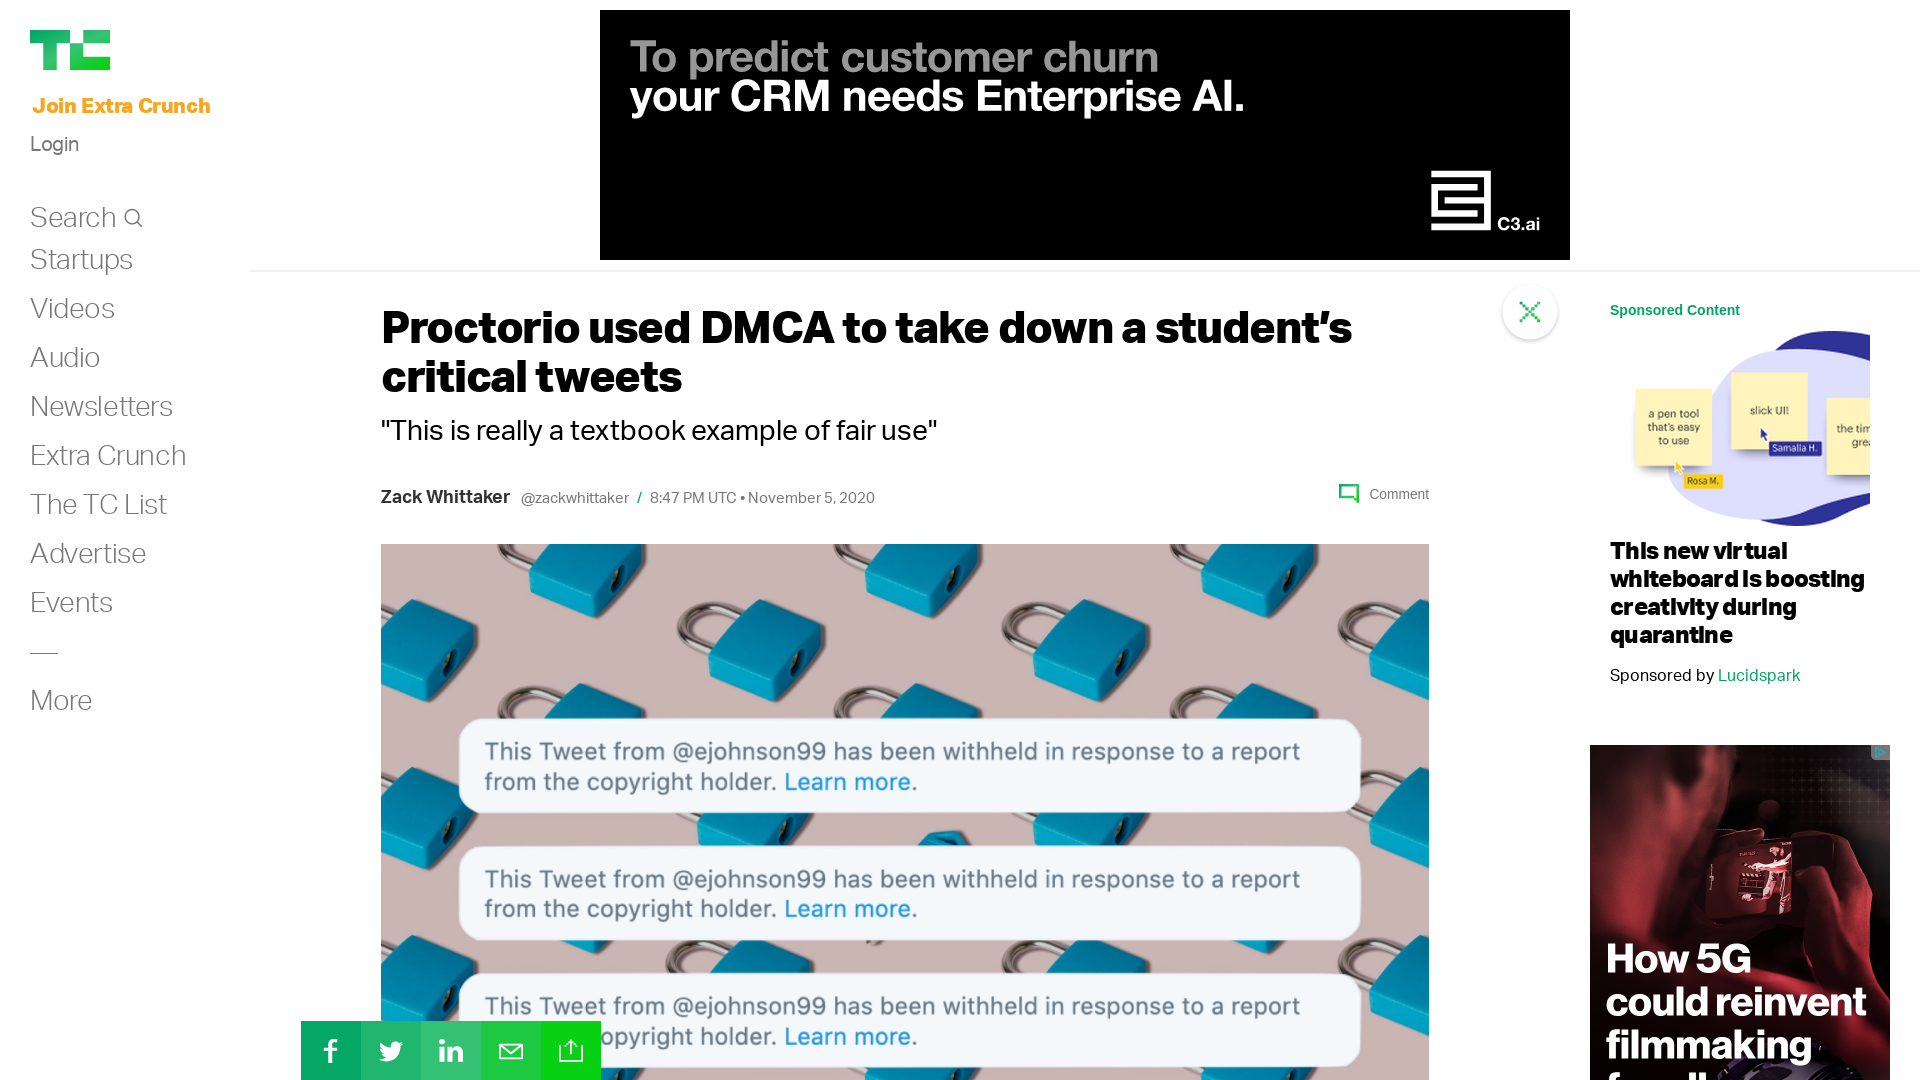 TC
Join Extra Crunch
Login
Search
Startups
Videos
Audio
Newsletters
Extra Crunch
The TC List
Advertise
Events
More
To predict customer churn
your CRM needs Enterprise AI.
C3.ai
Proctorio used DMCA to take down a student’s
critical tweets
"This is really a textbook example of fair use"
Zack Whittaker @zackwhittaker / 8:47 PM UTC • November 5, 2020
Comment
This Tweet from @ejohnson99 has been withheld in response to a report
from the copyright holder. Learn more.
This Tweet from @ejohnson99 has been withheld in response to a report
from the copyright holder. Learn more.
This Tweet from @ejohnson99 has been withheld in response to a report
opyright holder. Learn more.
Sponsored Content
a pen tool
that's easy
to use
Rosa M.
slick UI!
Samalia H.
the tim
grea
This new virtual
whiteboard is boosting
creativity during
quarantine
Sponsored by Lucidspark
How 5G
could reinvent
filmmaking